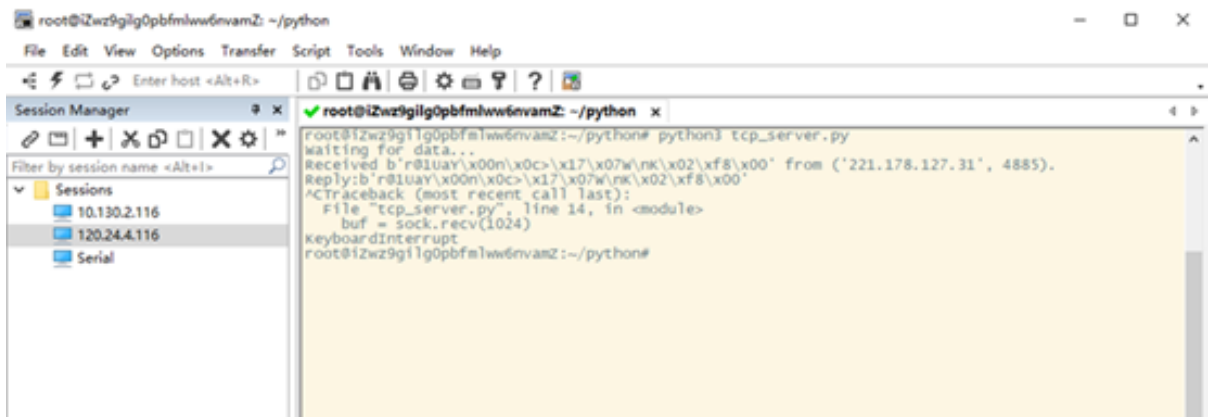 root@iZwz9gilg0pbfmlww6nvamZ: ~/python
File Edit View Options Transfer Script Tools Window Help
Enter host <Alt+R>
Session Manager
root@iZwz9gilg0pbfmlww6nvamZ: ~/python
Filter by session name <Alt+I>
Sessions
10.130.2.116
120.24.4.116
Serial
root@iZwz9gilg0pbfmlww6nvamZ:~/python# python3 tcp_server.py
Waiting for data...
Received b'r@1UaY\x00n\x0c>\x17\x07W\nK\x02\xf8\x00' from ('221.178.127.31', 4885).
Reply:b'r@1UaY\x00n\x0c>\x17\x07W\nK\x02\xf8\x00'
^CTraceback (most recent call last):
File "tcp_server.py", line 14, in <module>
buf = sock.recv(1024)
KeyboardInterrupt
root@iZwz9gilg0pbfmlww6nvamZ:~/python#